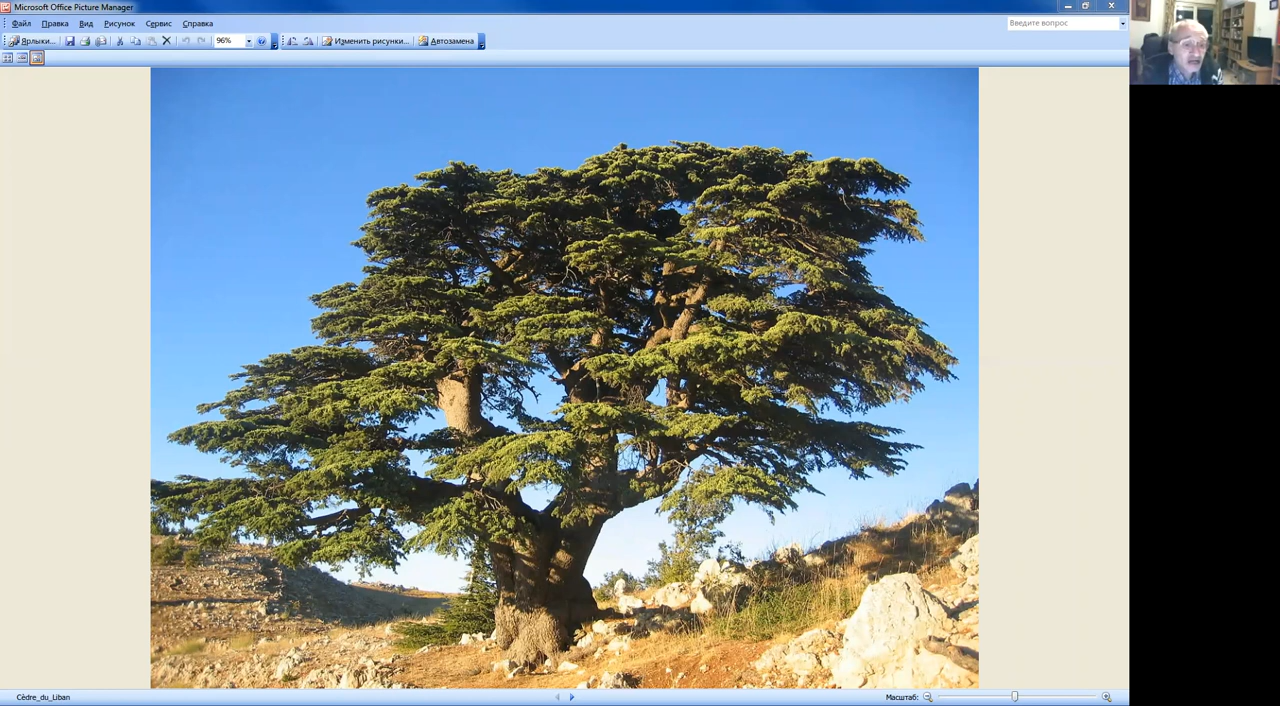 Microsoft Office Picture Manager
Файл Правка Вид Рисунок Сервис Справка
Введите вопрос
Ярлыки... 96% Изменить рисунки... Автозамена
Cèdre_du_Liban
Масштаб: